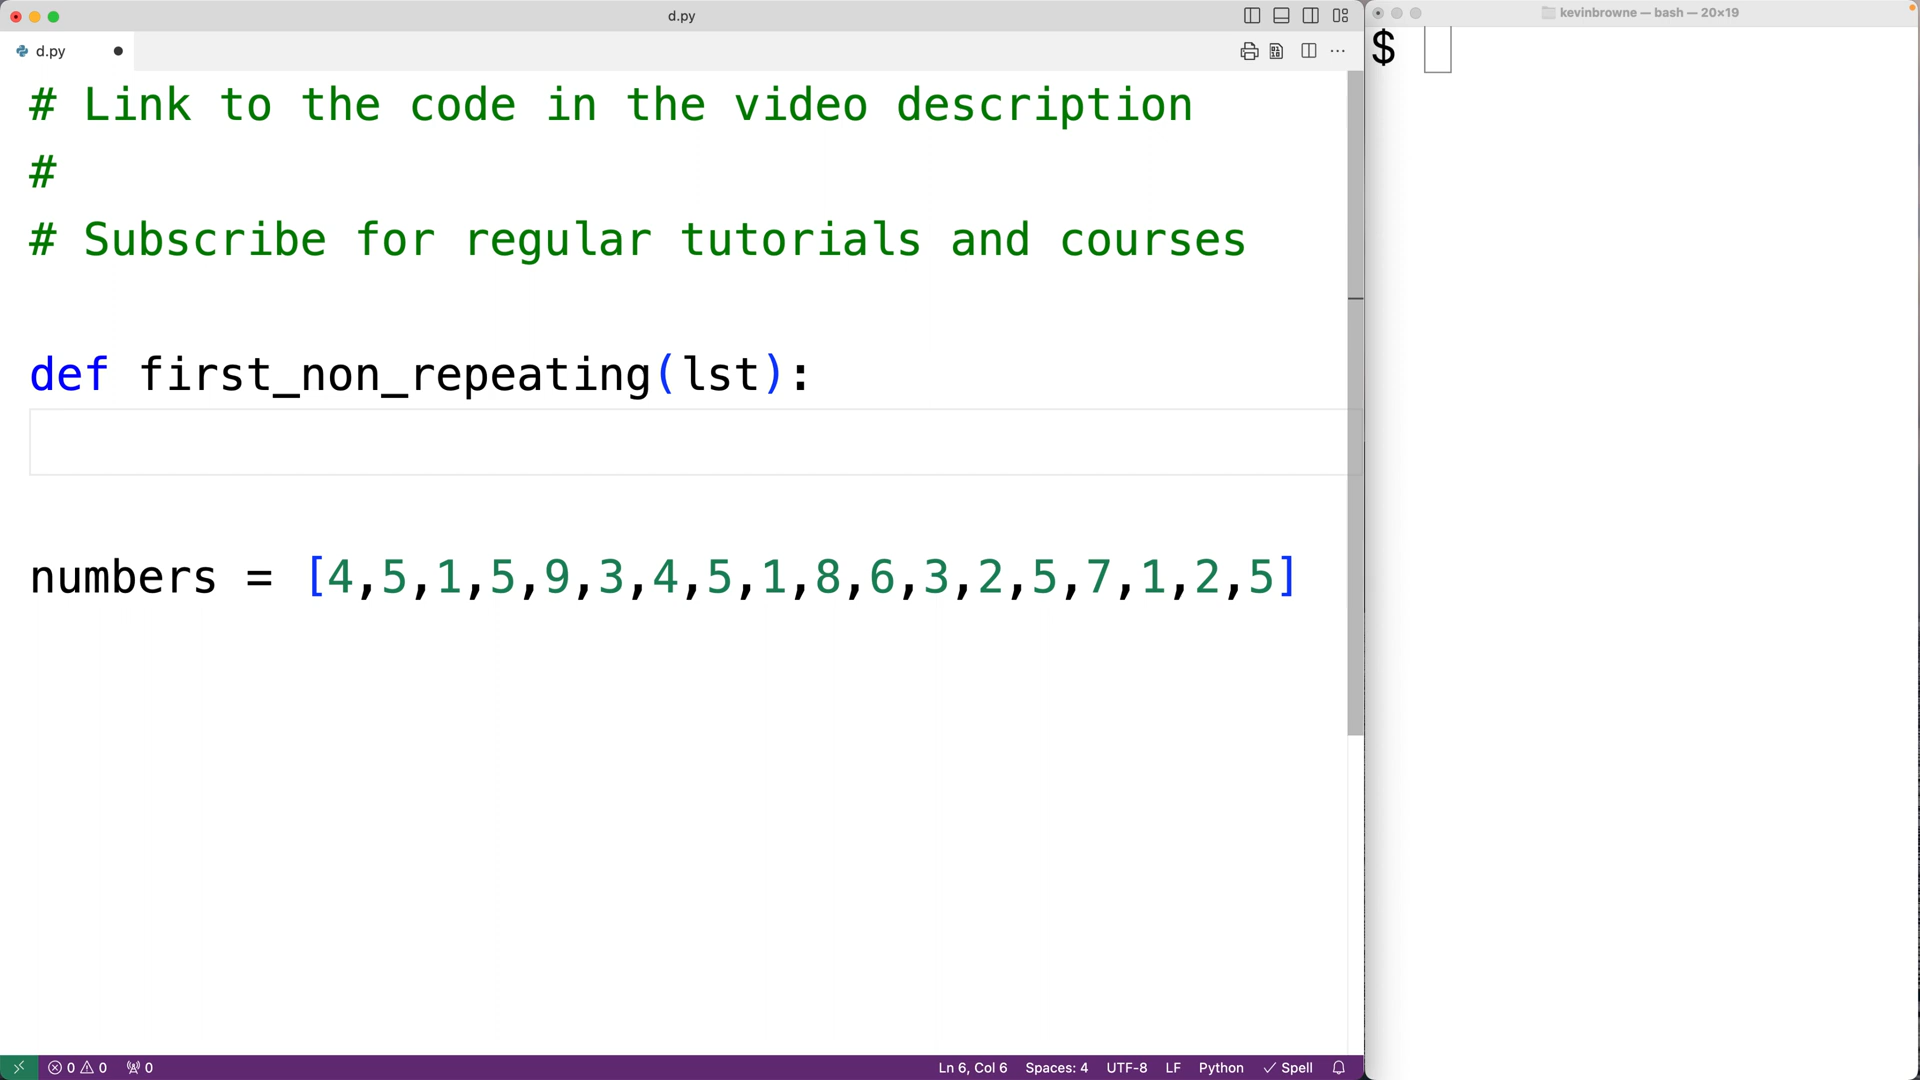 d.py
kevinbrowne — bash — 20×19
d.py
$
# Link to the code in the video description
#
# Subscribe for regular tutorials and courses
def first_non_repeating(lst):
numbers = [4,5,1,5,9,3,4,5,1,8,6,3,2,5,7,1,2,5]
0 0 0 Ln 6, Col 6 Spaces: 4 UTF-8 LF Python Spell